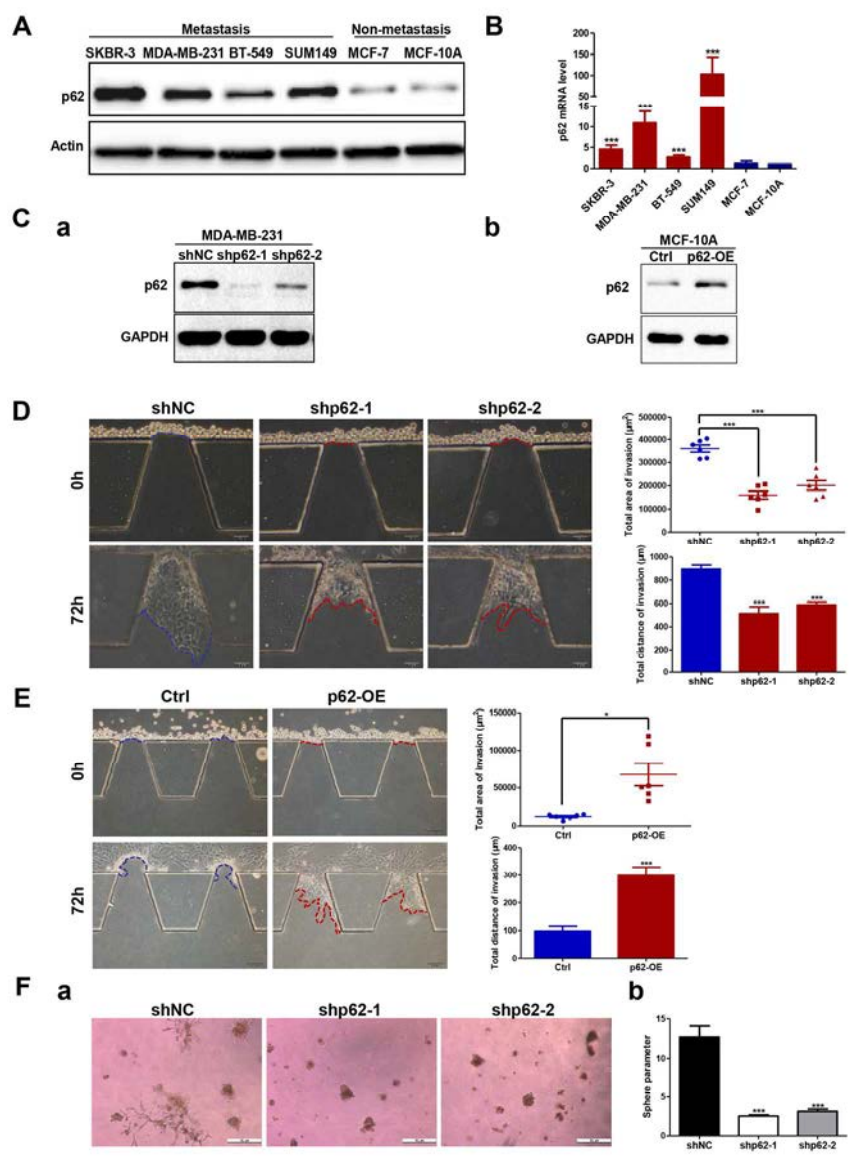 A
Metastasis Non-metastasis
SKBR-3 MDA-MB-231 BT-549 SUM149 MCF-7 MCF-10A
p62
Actin
B
p62 mRNA level
200
150
100
50
15
10
5
0
*** *** *** ***
SKBR-3 MDA-MB-231 BT-549 SUM149 MCF-7 MCF-10A
C
a
MDA-MB-231
shNC shp62-1 shp62-2
p62
GAPDH
b
MCF-10A
Ctrl p62-OE
p62
GAPDH
D
shNC shp62-1 shp62-2
0h
72h
Total area of invasion (μm²)
500000
400000
300000
200000
100000
0
***
***
shNC shp62-1 shp62-2
Total distance of invasion (μm)
1000
800
600
400
200
0
*** ***
shNC shp62-1 shp62-2
E
Ctrl p62-OE
0h
72h
Total area of invasion (μm²)
150000
100000
50000
0
*
Ctrl p62-OE
Total distance of invasion (μm)
400
300
200
100
0
***
Ctrl p62-OE
F
a
shNC shp62-1 shp62-2
b
Sphere parameter
15
10
5
0
*** ***
shNC shp62-1 shp62-2